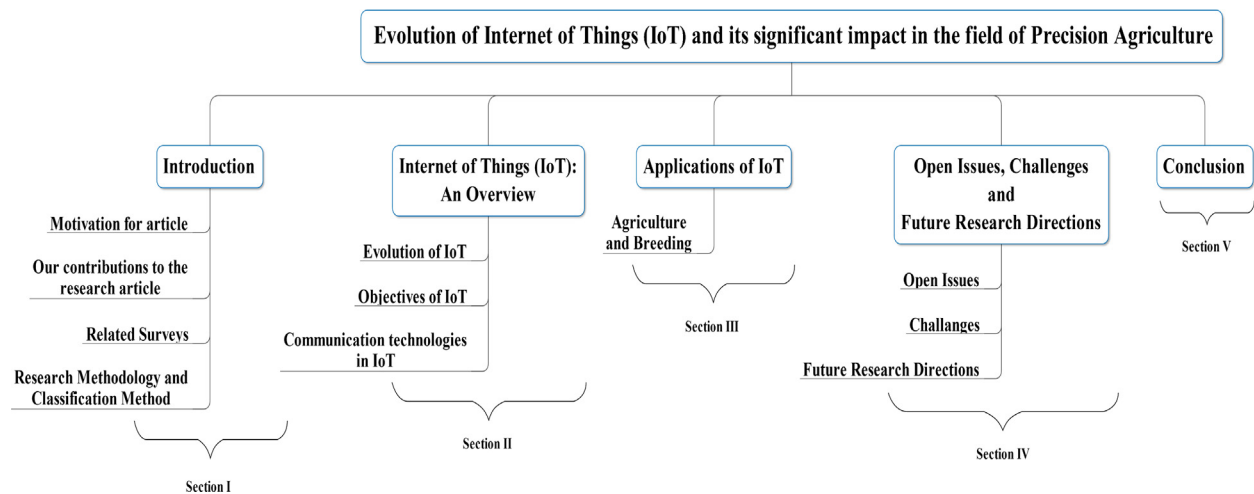 Evolution of Internet of Things (IoT) and its significant impact in the field of Precision Agriculture
Introduction
Motivation for article
Our contributions to the
research article
Related Surveys
Research Methodology and
Classification Method
Section I
Internet of Things (IoT):
An Overview
Evolution of IoT
Objectives of IoT
Communication technologies
in IoT
Section II
Applications of IoT
Agriculture
and Breeding
Section III
Open Issues, Challenges
and
Future Research Directions
Open Issues
Challanges
Future Research Directions
Section IV
Conclusion
Section V